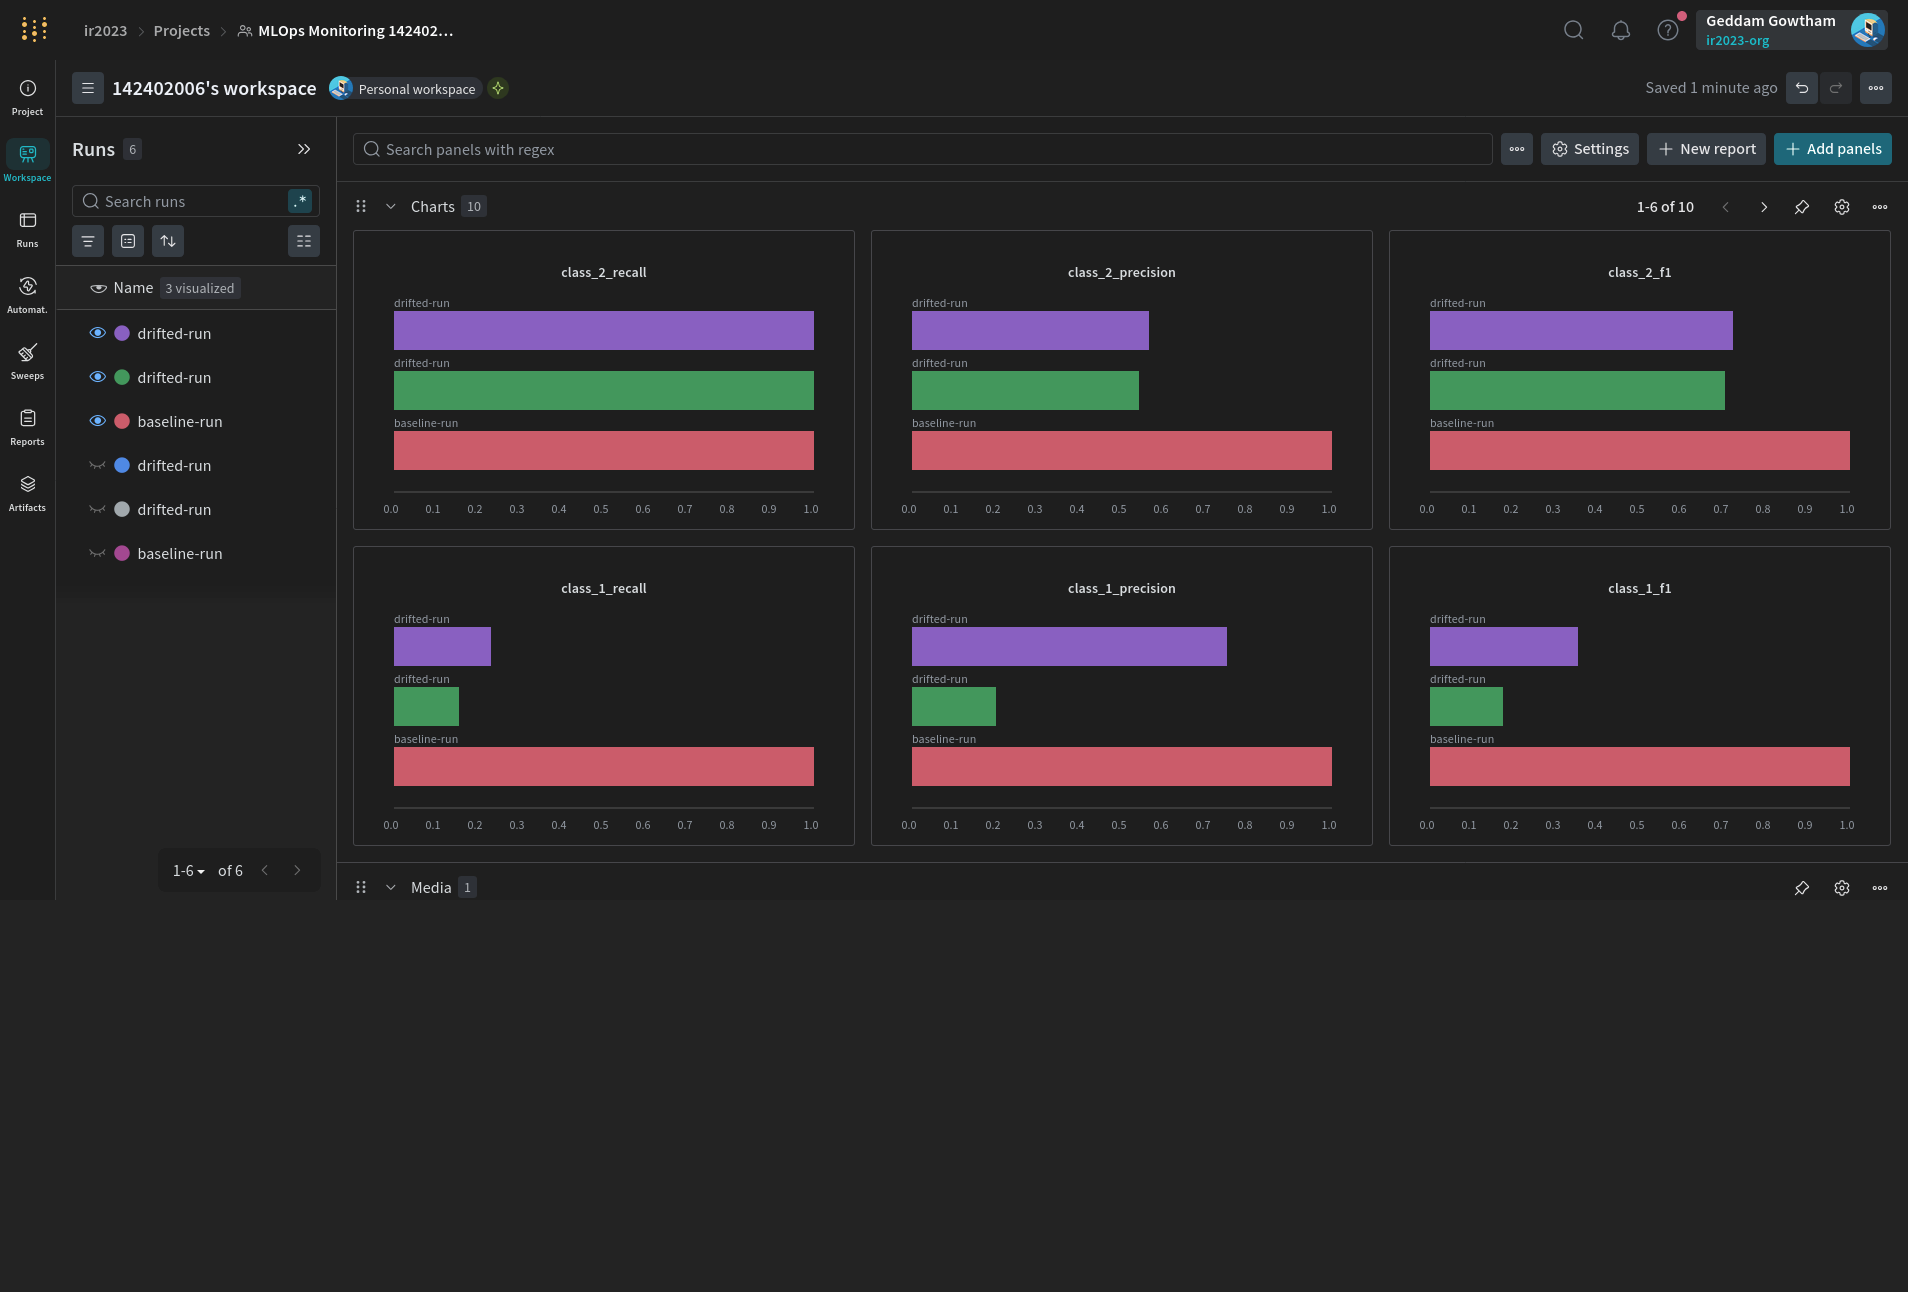 ir2023 Projects MLOps Monitoring 142402...
Geddam Gowtham
ir2023-org
Project
Workspace
Runs
Automat.
Sweeps
Reports
Artifacts
142402006's workspace Personal workspace
Saved 1 minute ago
Runs 6
Search runs .*
Name 3 visualized
drifted-run
drifted-run
baseline-run
drifted-run
drifted-run
baseline-run
1-6 of 6
Search panels with regex
Settings
New report
Add panels
Charts 10
1-6 of 10
class_2_recall
drifted-run
drifted-run
baseline-run
0.0 0.1 0.2 0.3 0.4 0.5 0.6 0.7 0.8 0.9 1.0
class_2_precision
drifted-run
drifted-run
baseline-run
0.0 0.1 0.2 0.3 0.4 0.5 0.6 0.7 0.8 0.9 1.0
class_2_f1
drifted-run
drifted-run
baseline-run
0.0 0.1 0.2 0.3 0.4 0.5 0.6 0.7 0.8 0.9 1.0
class_1_recall
drifted-run
drifted-run
baseline-run
0.0 0.1 0.2 0.3 0.4 0.5 0.6 0.7 0.8 0.9 1.0
class_1_precision
drifted-run
drifted-run
baseline-run
0.0 0.1 0.2 0.3 0.4 0.5 0.6 0.7 0.8 0.9 1.0
class_1_f1
drifted-run
drifted-run
baseline-run
0.0 0.1 0.2 0.3 0.4 0.5 0.6 0.7 0.8 0.9 1.0
Media 1